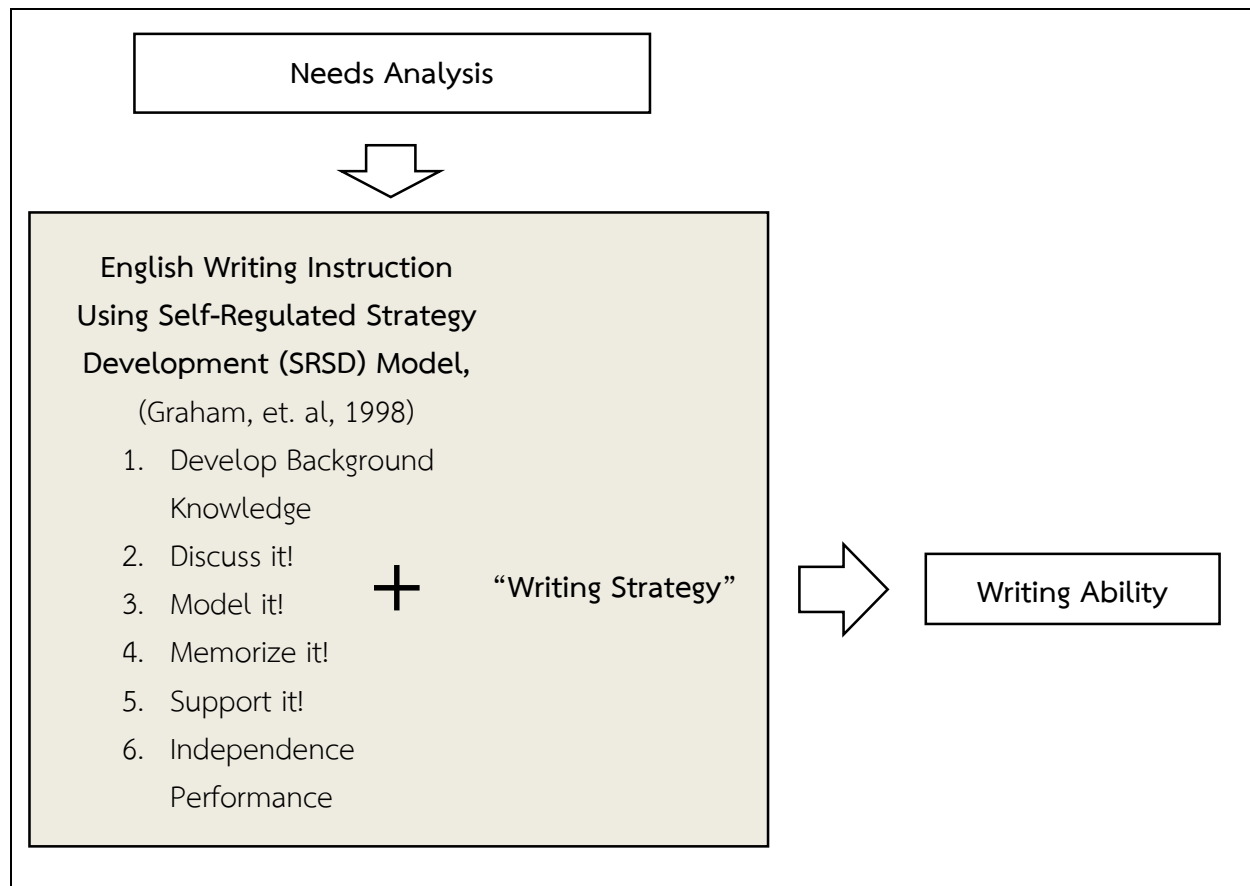 Needs Analysis
English Writing Instruction
Using Self-Regulated Strategy
Development (SRSD) Model,
(Graham, et. al, 1998)
1. Develop Background
Knowledge
2. Discuss it!
3. Model it!
4. Memorize it!
5. Support it!
6. Independence
Performance
+
“Writing Strategy”
Writing Ability